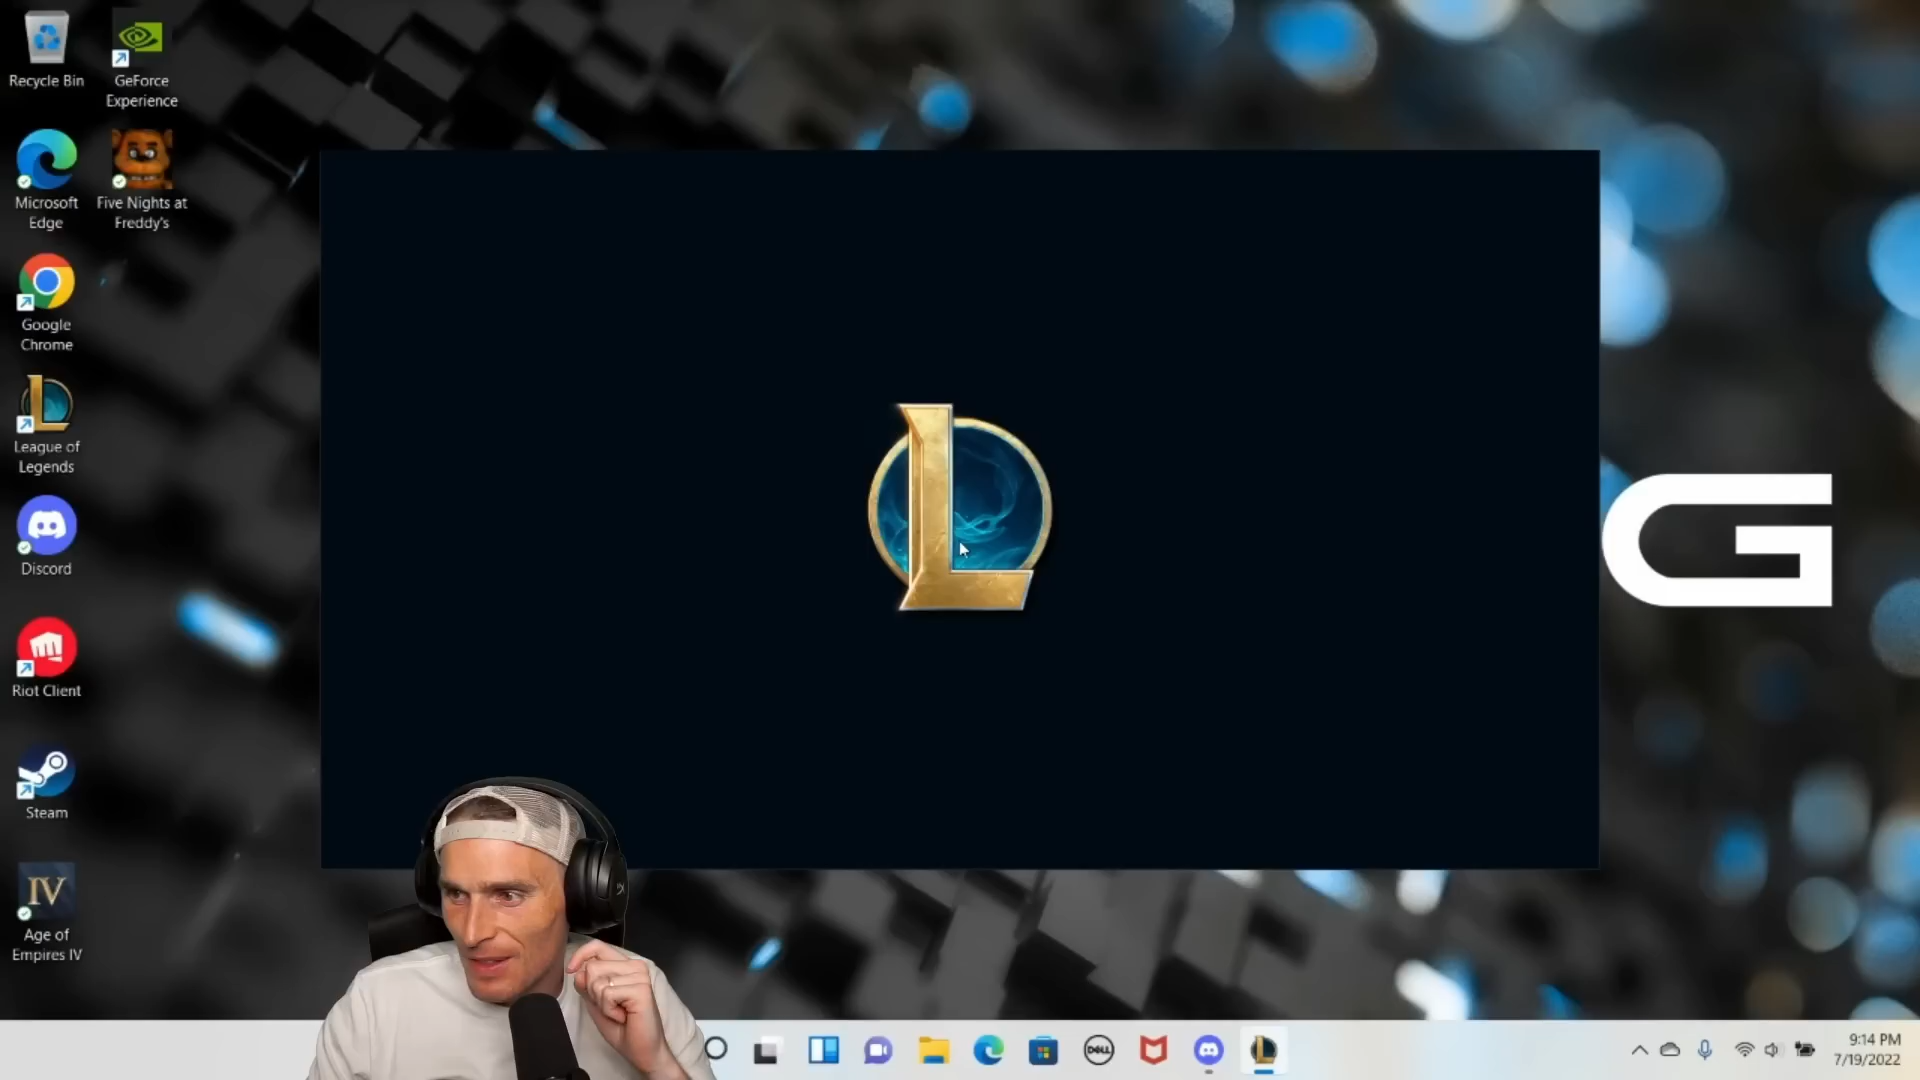 Recycle Bin
GeForce
Experience
Microsoft
Edge
Five Nights at
Freddy's
Google
Chrome
League of
Legends
L
Discord
G
Riot Client
Steam
IV
Age of
Empires IV
DELL
9:14 PM
7/19/2022